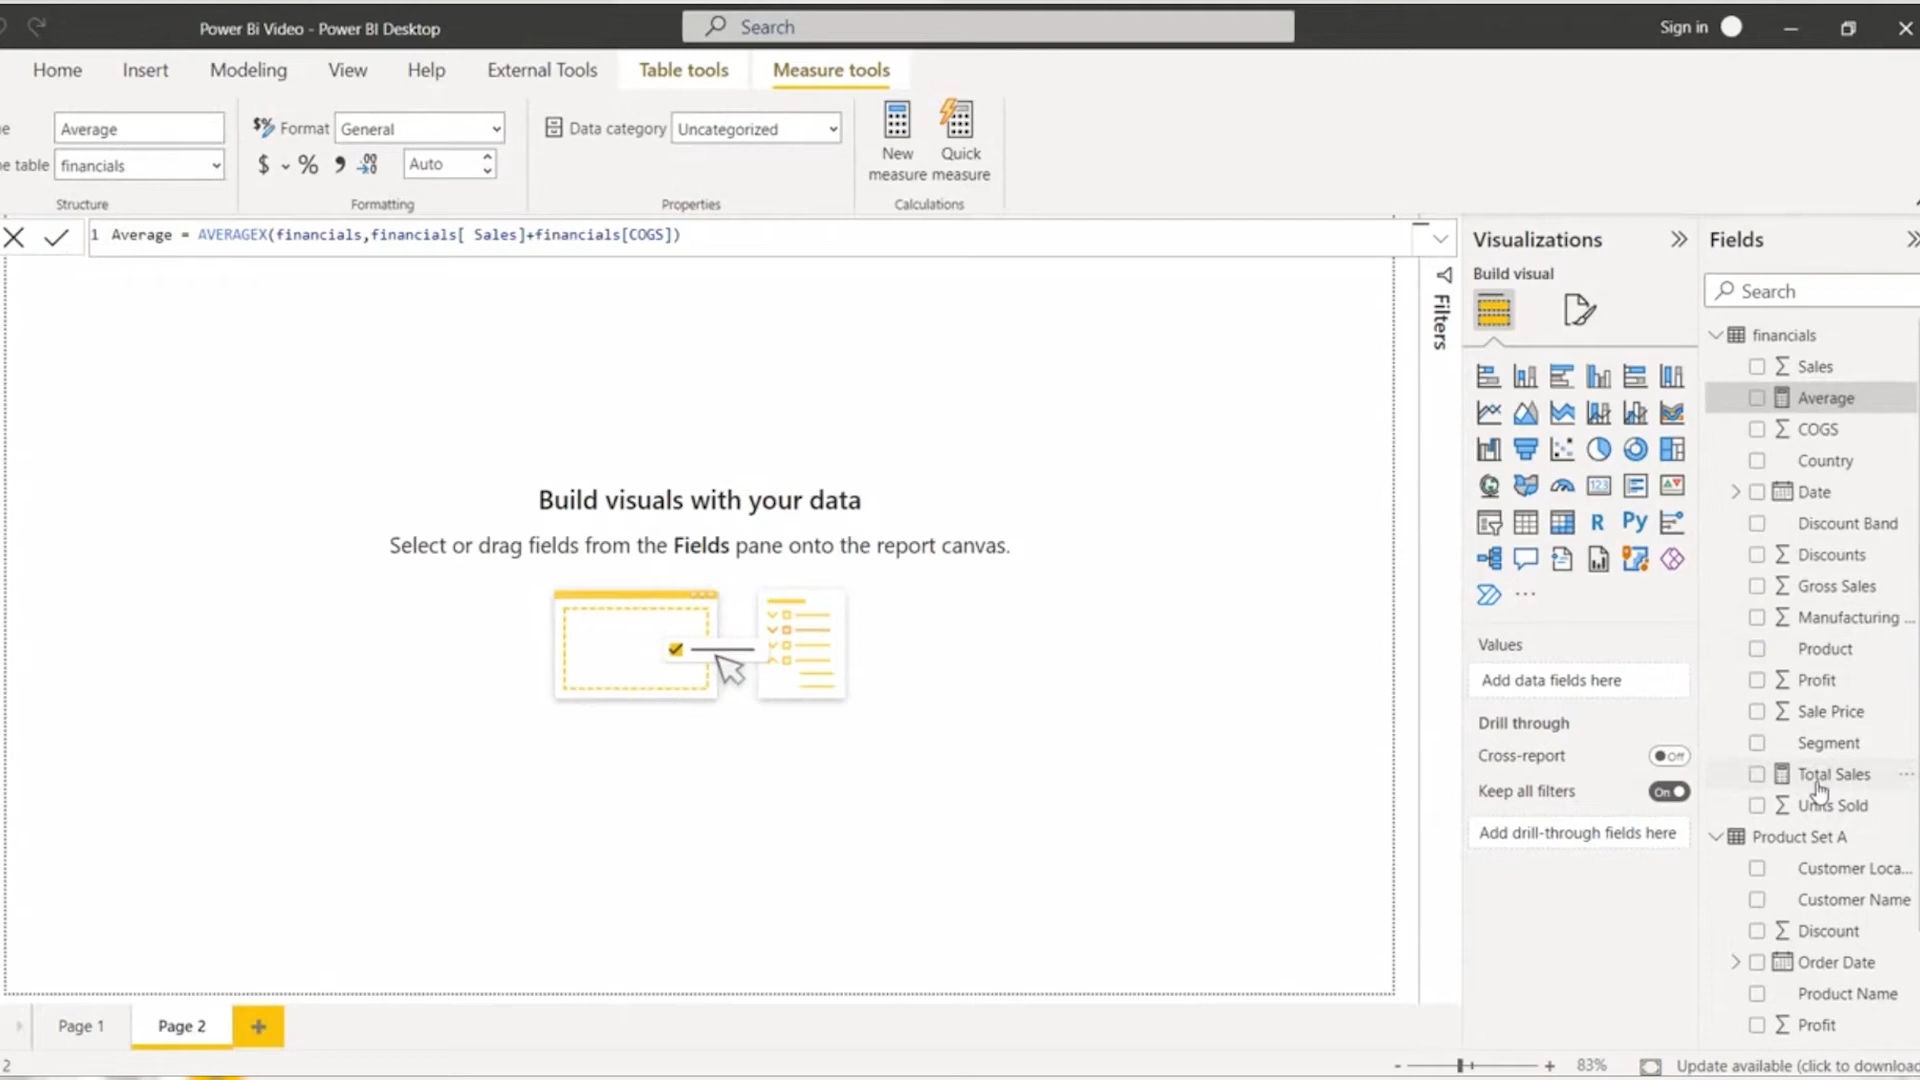 Power Bi Video - Power BI Desktop
Search
Sign in
Home
Insert
Modeling
View
Help
External Tools
Table tools
Measure tools
Average
financials
Structure
Format
General
$
%
Auto
Formatting
Data category
Uncategorized
Properties
New measure
Quick measure
Calculations
1 Average = AVERAGEX(financials,financials[ Sales]+financials[COGS])
Build visuals with your data
Select or drag fields from the Fields pane onto the report canvas.
Filters
Visualizations
Build visual
123
R
Py
Values
Add data fields here
Drill through
Cross-report
Off
Keep all filters
On
Add drill-through fields here
Fields
Search
financials
Sales
Average
COGS
Country
Date
Discount Band
Discounts
Gross Sales
Manufacturing ...
Product
Profit
Sale Price
Segment
Total Sales
Units Sold
Product Set A
Customer Loca...
Customer Name
Discount
Order Date
Product Name
Profit
Page 1
Page 2
2
83%
Update available (click to download